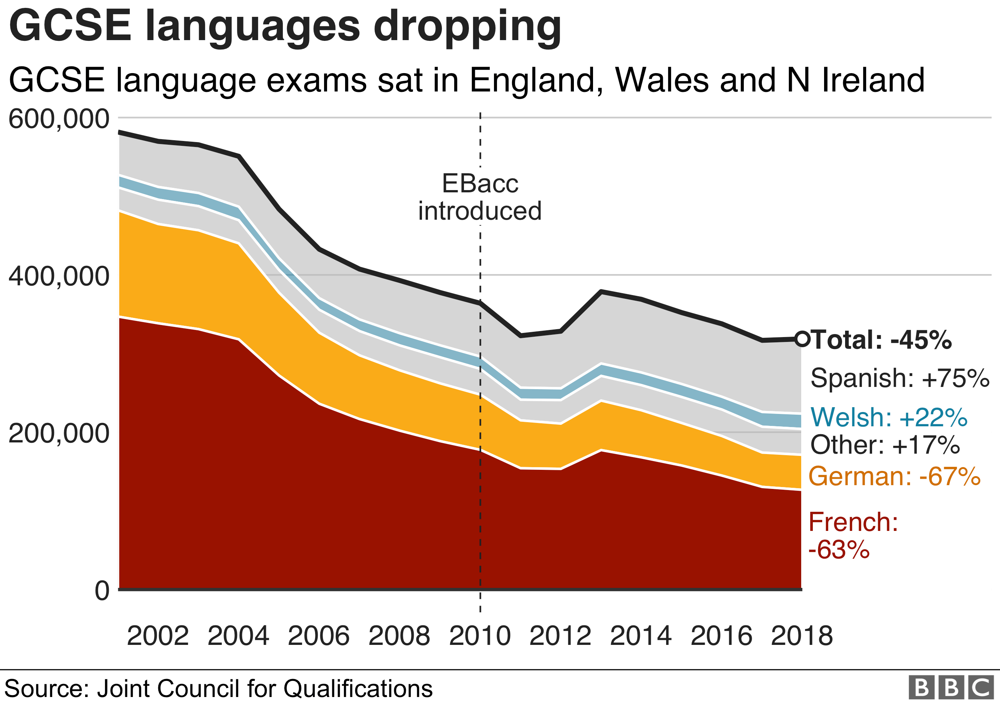 GCSE languages dropping
GCSE language exams sat in England, Wales and N Ireland
600,000
EBacc
introduced
400,000
Total: -45%
Spanish: +75%
Welsh: +22%
200,000
Other: +17%
German: -67%
French:
-63%
0
2002 2004 2006 2008 2010 2012 2014 2016 2018
Source: Joint Council for Qualifications
BBC